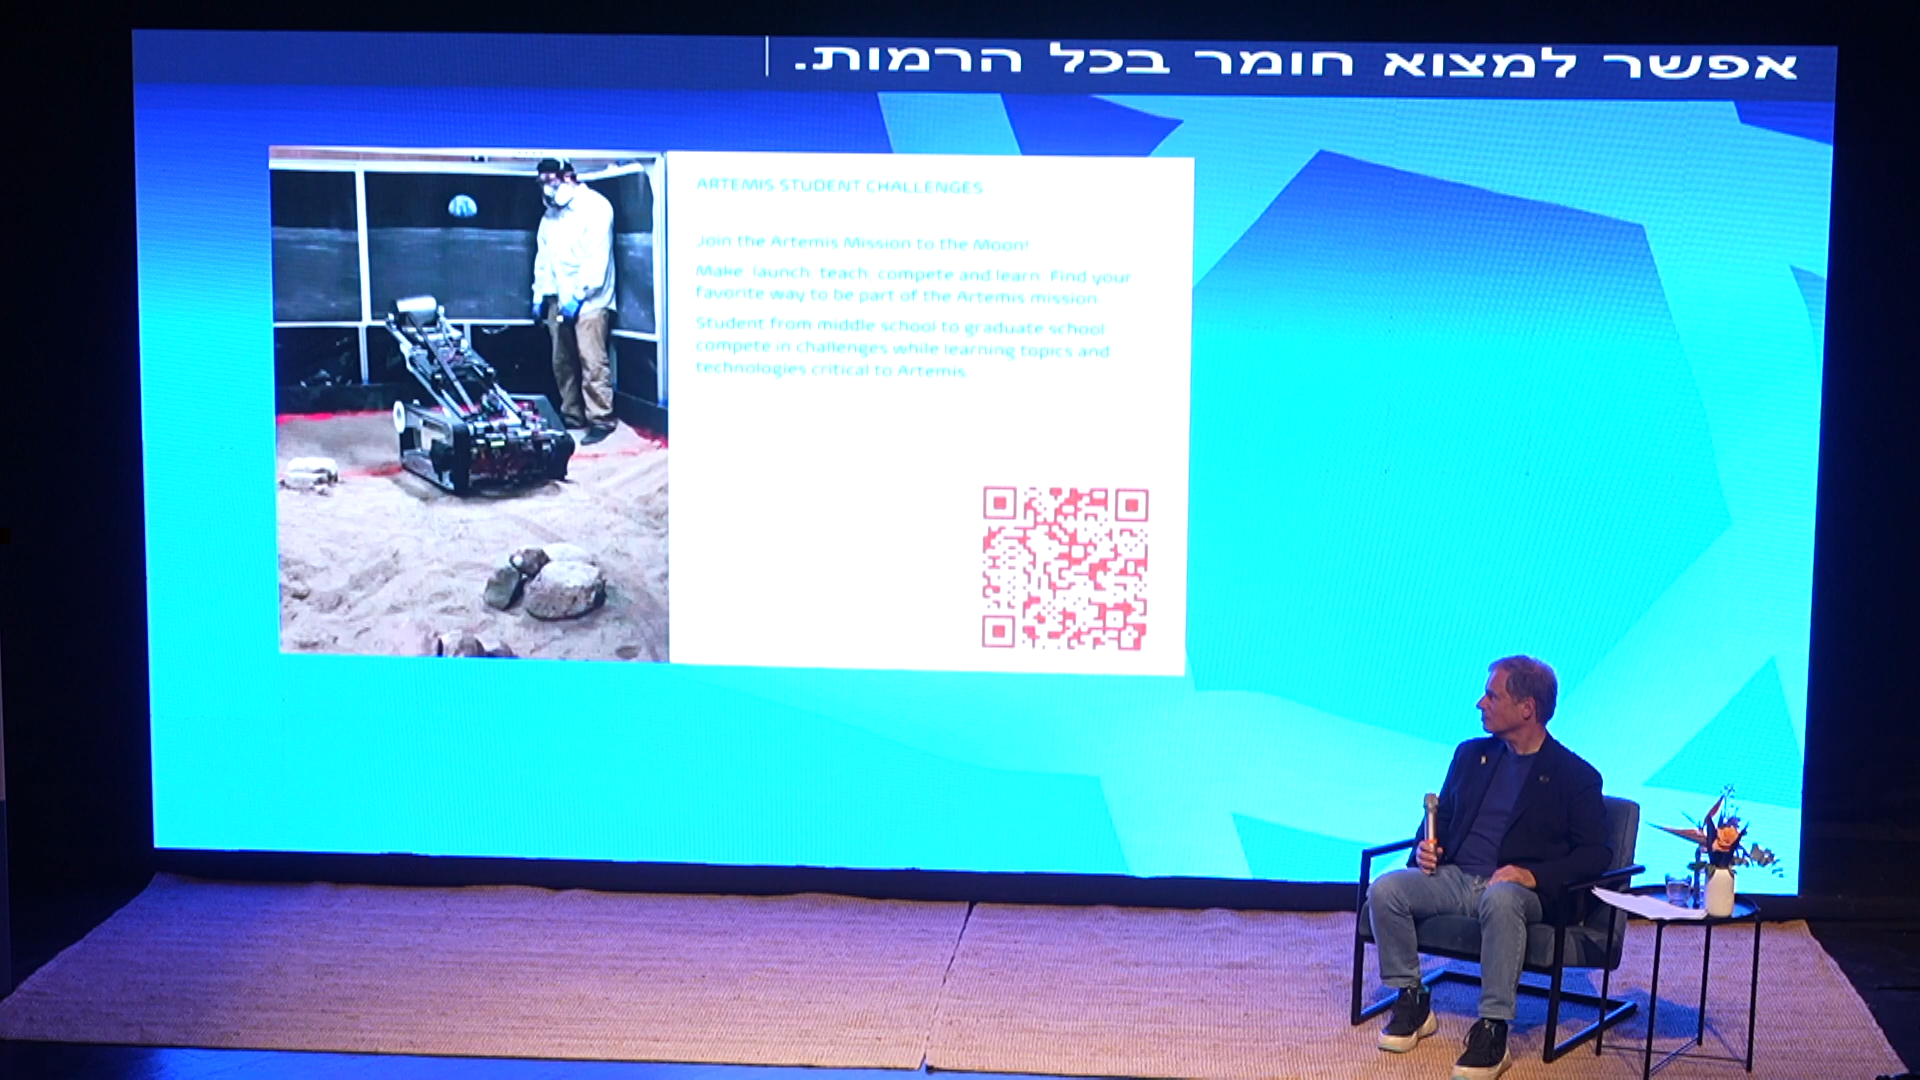 אפשר למצוא חומר בכל הרמות.
ARTEMIS STUDENT CHALLENGES
Join the Artemis Mission to the Moon!
Make, launch, teach, compete and learn. Find your
favorite way to be part of the Artemis mission.
Student from middle school to graduate school
compete in challenges while learning topics and
technologies critical to Artemis.